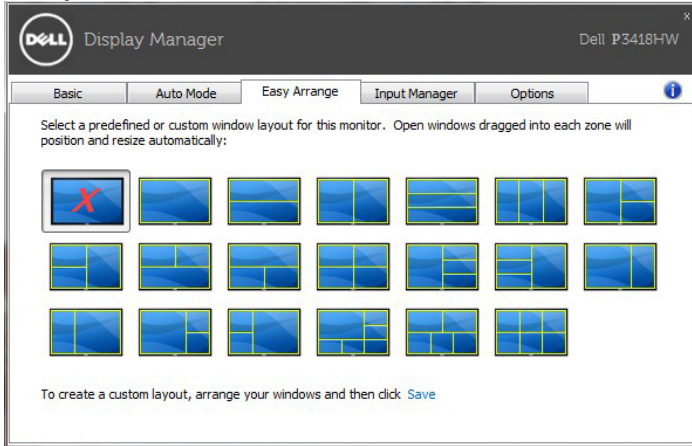 x
DELL Display Manager Dell P3418HW
Basic Auto Mode Easy Arrange Input Manager Options i
Select a predefined or custom window layout for this monitor. Open windows dragged into each zone will
position and resize automatically:
X
To create a custom layout, arrange your windows and then click Save